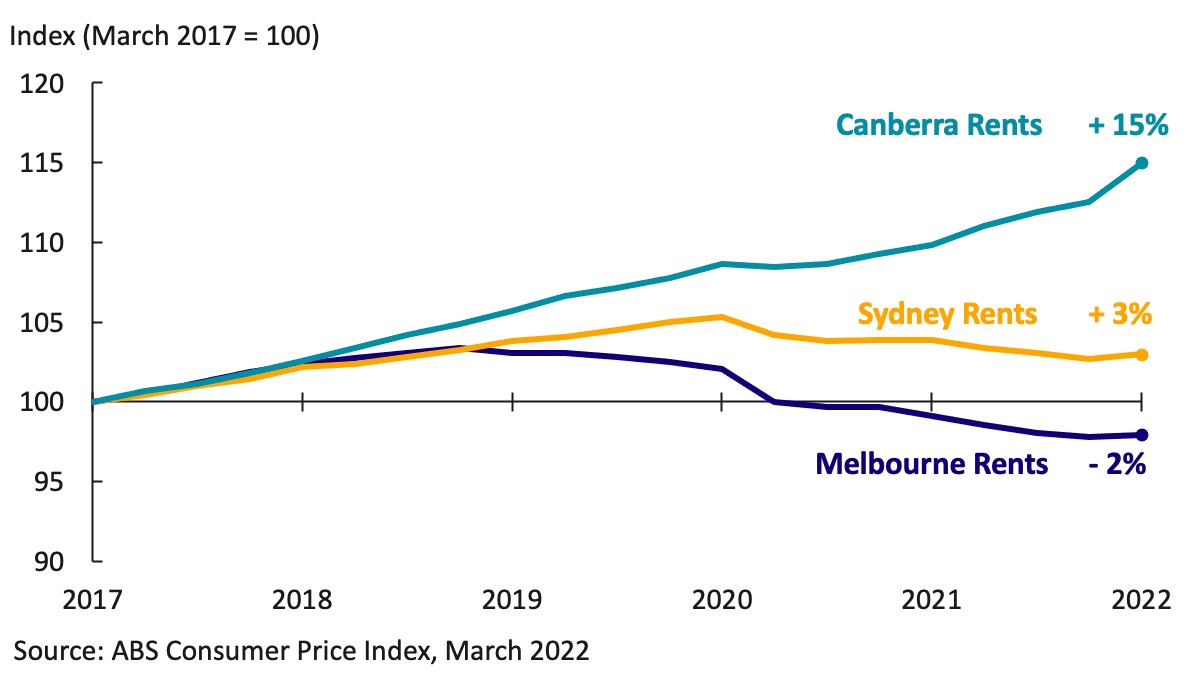 Index (March 2017 = 100)
120
Canberra Rents + 15%
115
110
105
Sydney Rents + 3%
100
Melbourne Rents - 2%
95
90
2017 2018 2019 2020 2021 2022
Source: ABS Consumer Price Index, March 2022